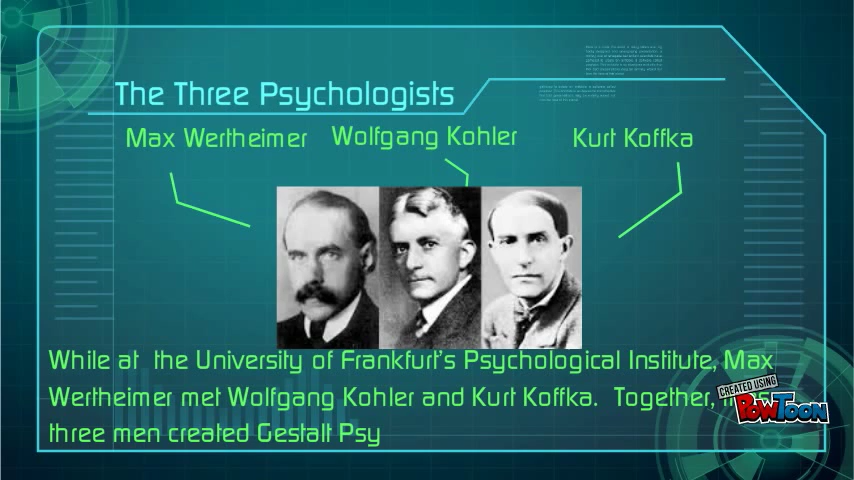 The Three Psychologists
Max Wertheimer
Wolfgang Kohler
Kurt Koffka
While at the University of Frankfurt's Psychological Institute, Max
Wertheimer met Wolfgang Kohler and Kurt Koffka. Together,
three men created Gestalt Psy
CREATED USING
POWTOON